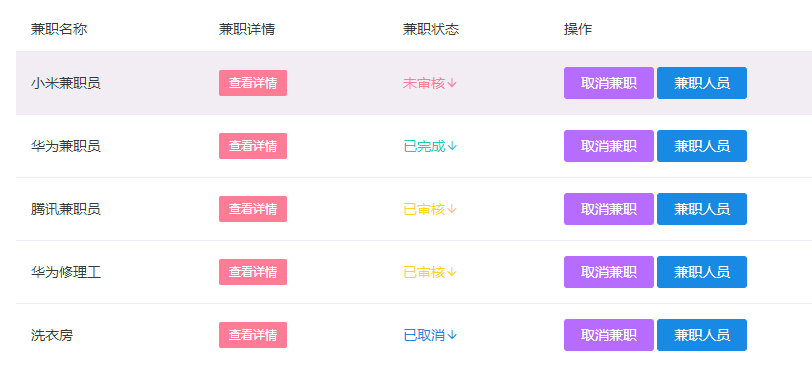 兼职名称 兼职详情 兼职状态 操作
小米兼职员 查看详情 未审核↓ 取消兼职 兼职人员
华为兼职员 查看详情 已完成↓ 取消兼职 兼职人员
腾讯兼职员 查看详情 已审核↓ 取消兼职 兼职人员
华为修理工 查看详情 已审核↓ 取消兼职 兼职人员
洗衣房 查看详情 已取消↓ 取消兼职 兼职人员